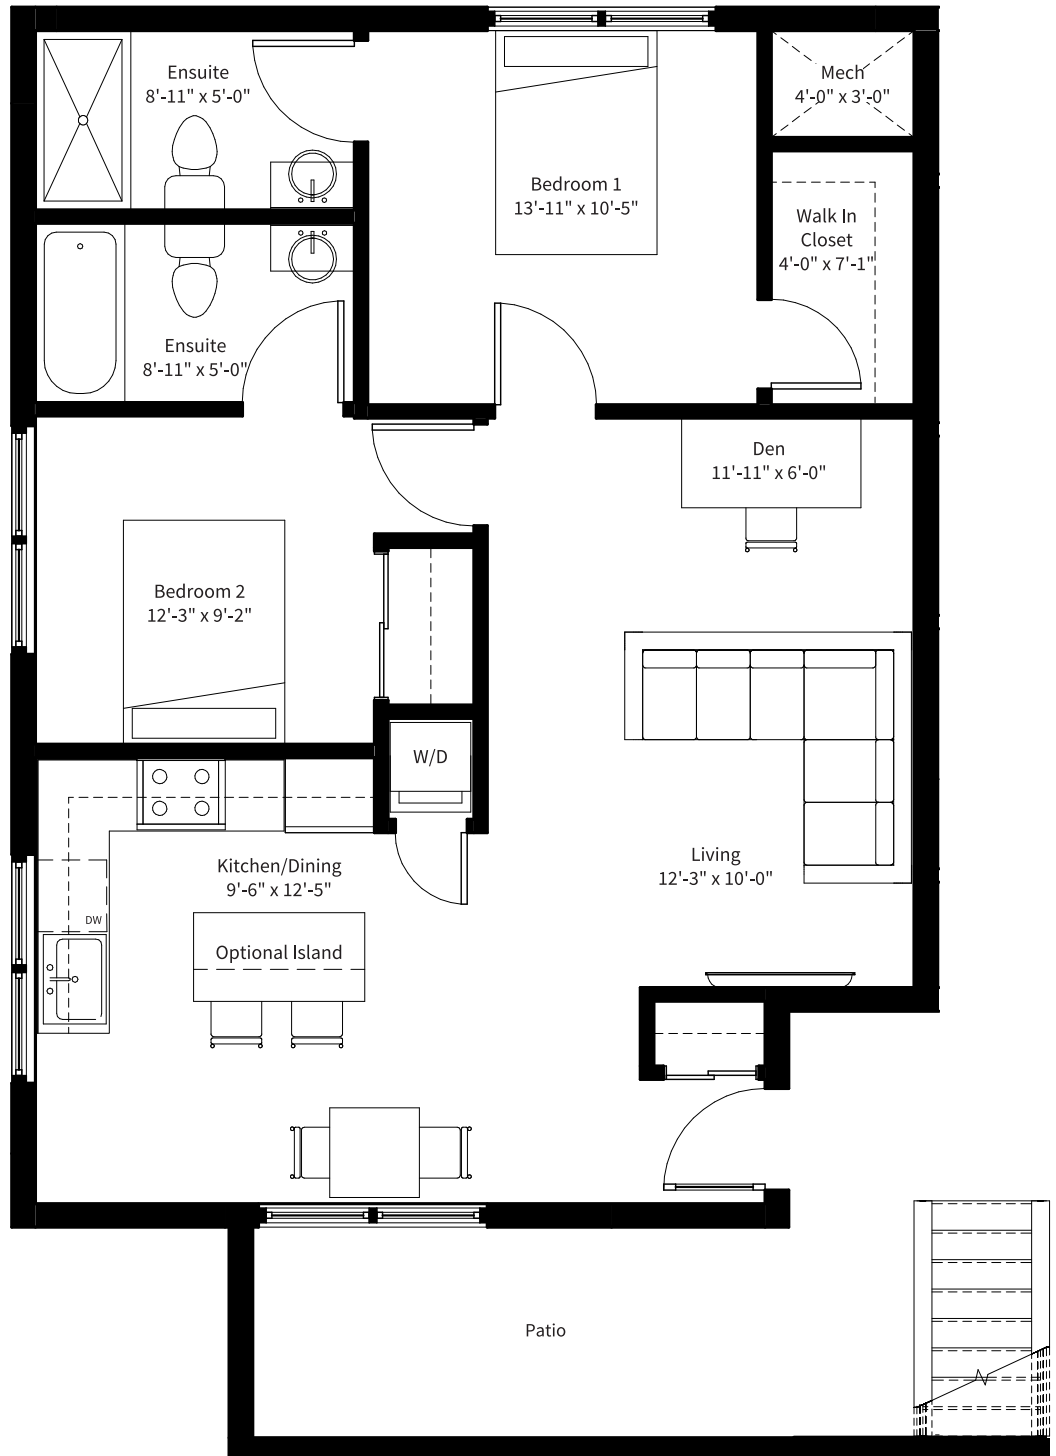 Ensuite
8'-11" x 5'-0"
Mech
4'-0" x 3'-0"
Bedroom 1
13'-11" x 10'-5"
Walk In
Closet
4'-0" x 7'-1"
Ensuite
8'-11" x 5'-0"
Den
11'-11" x 6'-0"
Bedroom 2
12'-3" x 9'-2"
W/D
Kitchen/Dining
9'-6" x 12'-5"
Living
12'-3" x 10'-0"
DW
Optional Island
Patio